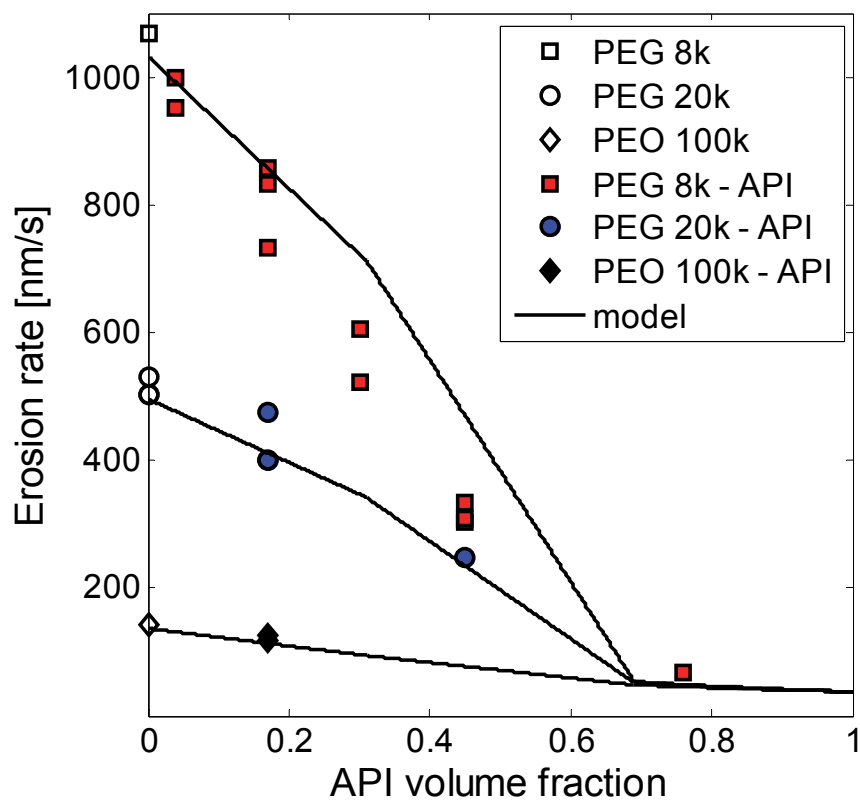 PEG 8k
PEG 20k
PEO 100k
PEG 8k - API
PEG 20k - API
PEO 100k - API
model
1000
800
600
400
200
Erosion rate [nm/s]
0
0.2
0.4
0.6
0.8
1
API volume fraction